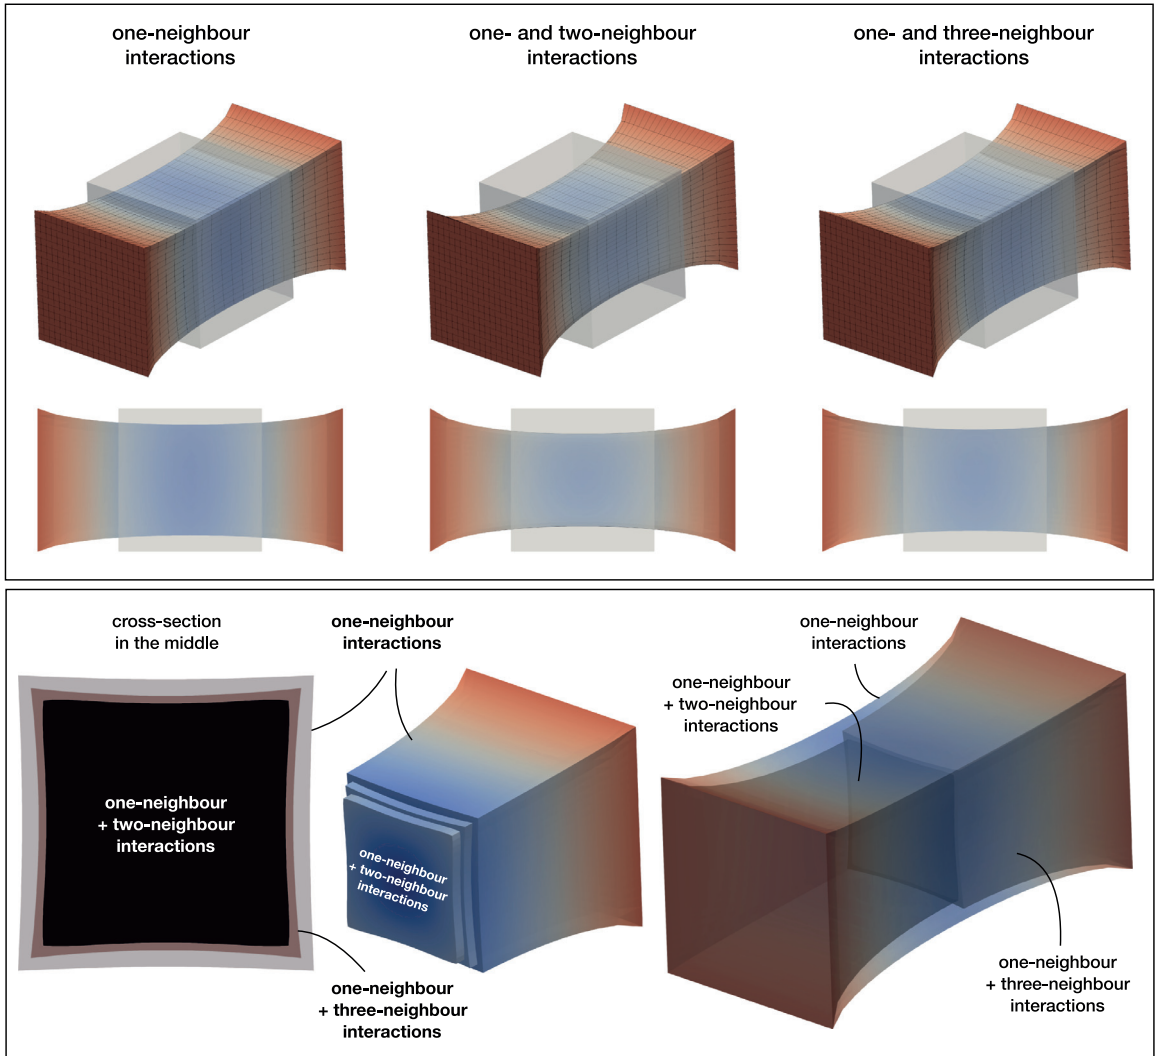 one-neighbour
interactions
one- and two-neighbour
interactions
one- and three-neighbour
interactions
cross-section
in the middle
one-neighbour
interactions
one-neighbour
+ two-neighbour
interactions
one-neighbour
+ two-neighbour
interactions
one-neighbour
+ three-neighbour
interactions
one-neighbour
interactions
one-neighbour
+ two-neighbour
interactions
one-neighbour
+ three-neighbour
interactions